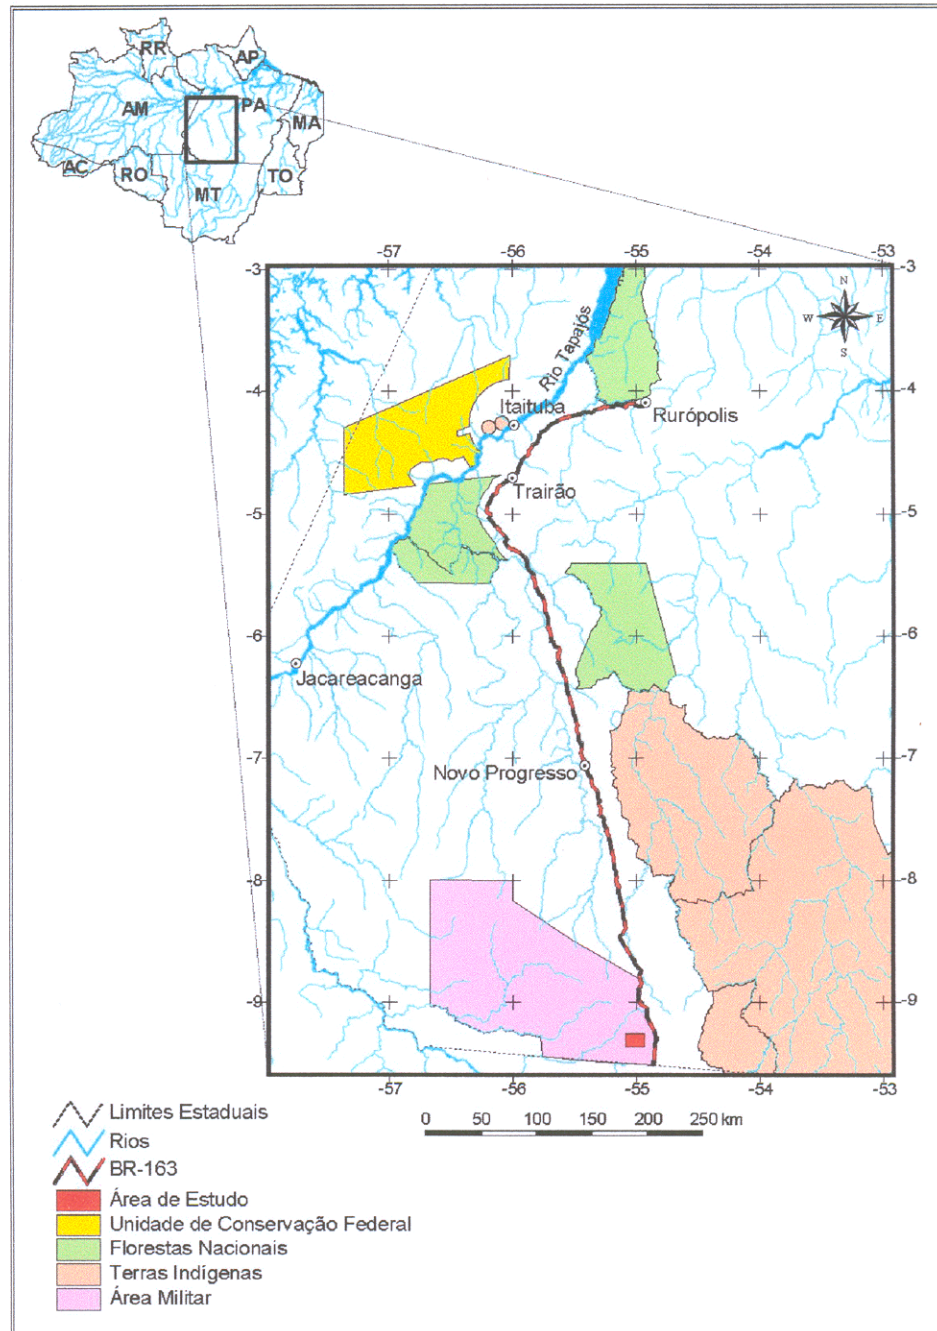 RR
AP
AM
PA
MA
AC
RO
MT
TO
-57
-56
-55
-54
-53
-3
-3
N
W
E
S
Rio Tapajós
-4
-4
Itaituba
Rurópolis
Trairão
-5
-5
-6
-6
Jacareacanga
-7
-7
Novo Progresso
-8
-8
-9
-9
-57
-56
-55
-54
-53
Limites Estaduais
0 50 100 150 200 250 km
Rios
BR-163
Área de Estudo
Unidade de Conservação Federal
Florestas Nacionais
Terras Indígenas
Área Militar